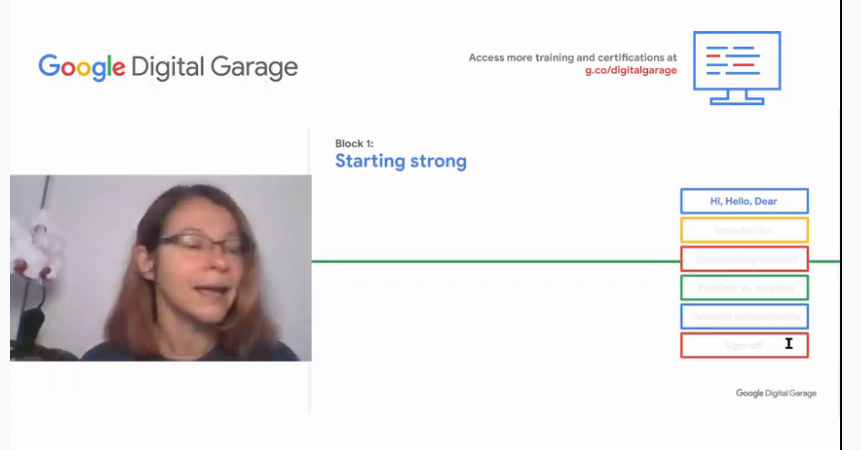 Google Digital Garage
Access more training and certifications at
g.co/digitalgarage
Block 1:
Starting strong
Hi, Hello, Dear
Introduction
Problem vs. solution
Relevant achievements
Sign-off
Google Digital Garage